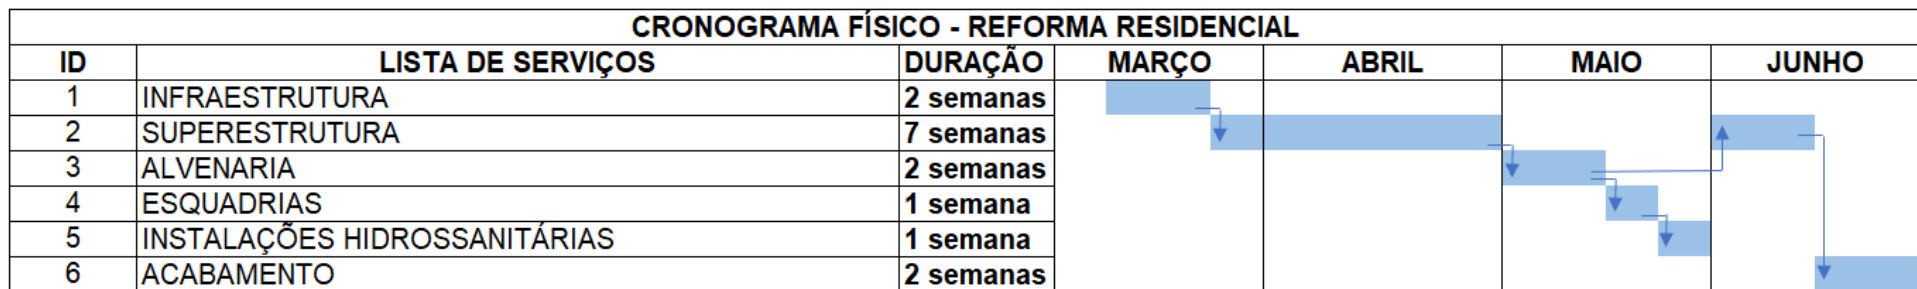 CRONOGRAMA FÍSICO - REFORMA RESIDENCIAL
ID LISTA DE SERVIÇOS DURAÇÃO MARÇO ABRIL MAIO JUNHO
1 INFRAESTRUTURA 2 semanas
2 SUPERESTRUTURA 7 semanas
3 ALVENARIA 2 semanas
4 ESQUADRIAS 1 semana
5 INSTALAÇÕES HIDROSSANITÁRIAS 1 semana
6 ACABAMENTO 2 semanas